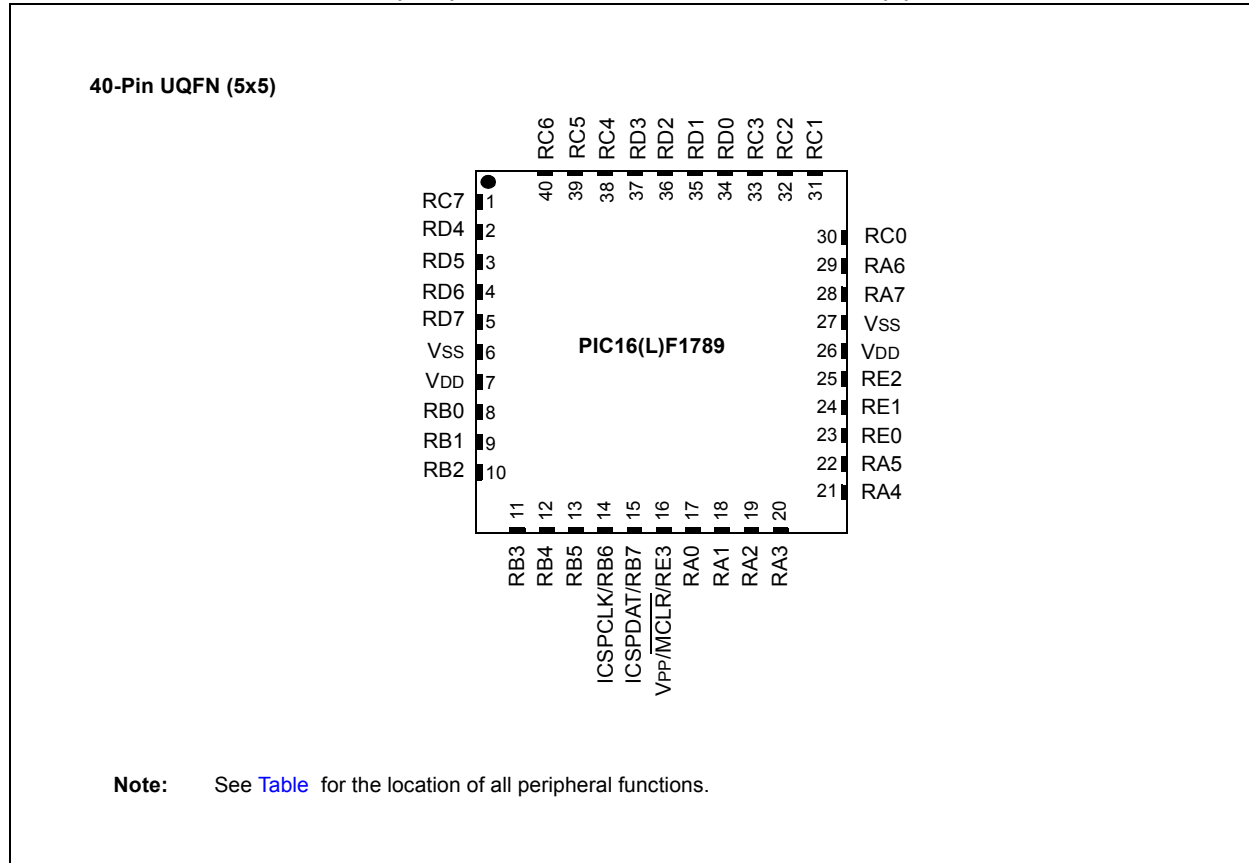 40-Pin UQFN (5x5)
RC6
RC5
RC4
RD3
RD2
RD1
RD0
RC3
RC2
RC1
40
39
38
37
36
35
34
33
32
31
RC7 1
RD4 2
RD5 3
RD6 4
RD7 5
VSS 6
VDD 7
RB0 8
RB1 9
RB2 10
PIC16(L)F1789
30 RC0
29 RA6
28 RA7
27 VSS
26 VDD
25 RE2
24 RE1
23 RE0
22 RA5
21 RA4
11
12
13
14
15
16
17
18
19
20
RB3
RB4
RB5
ICSPCLK/RB6
ICSPDAT/RB7
VPP/MCLR/RE3
RA0
RA1
RA2
RA3
Note: See Table for the location of all peripheral functions.